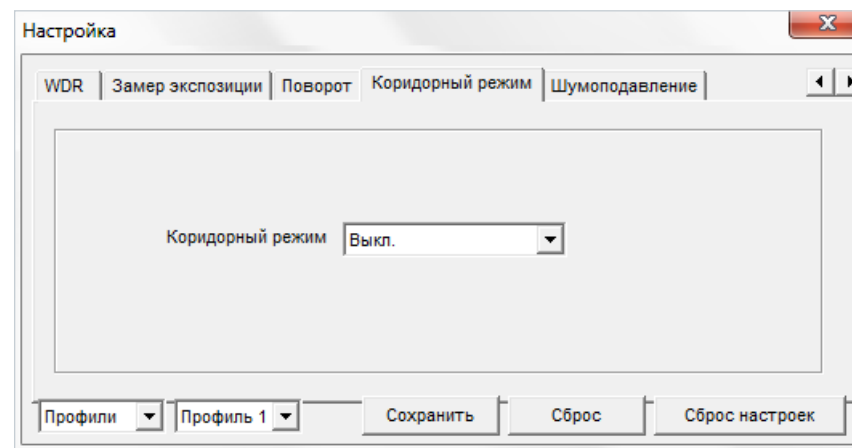 Настройка
WDR Замер экспозиции Поворот Коридорный режим Шумоподавление
Коридорный режим Выкл.
Профили Профиль 1 Сохранить Сброс Сброс настроек